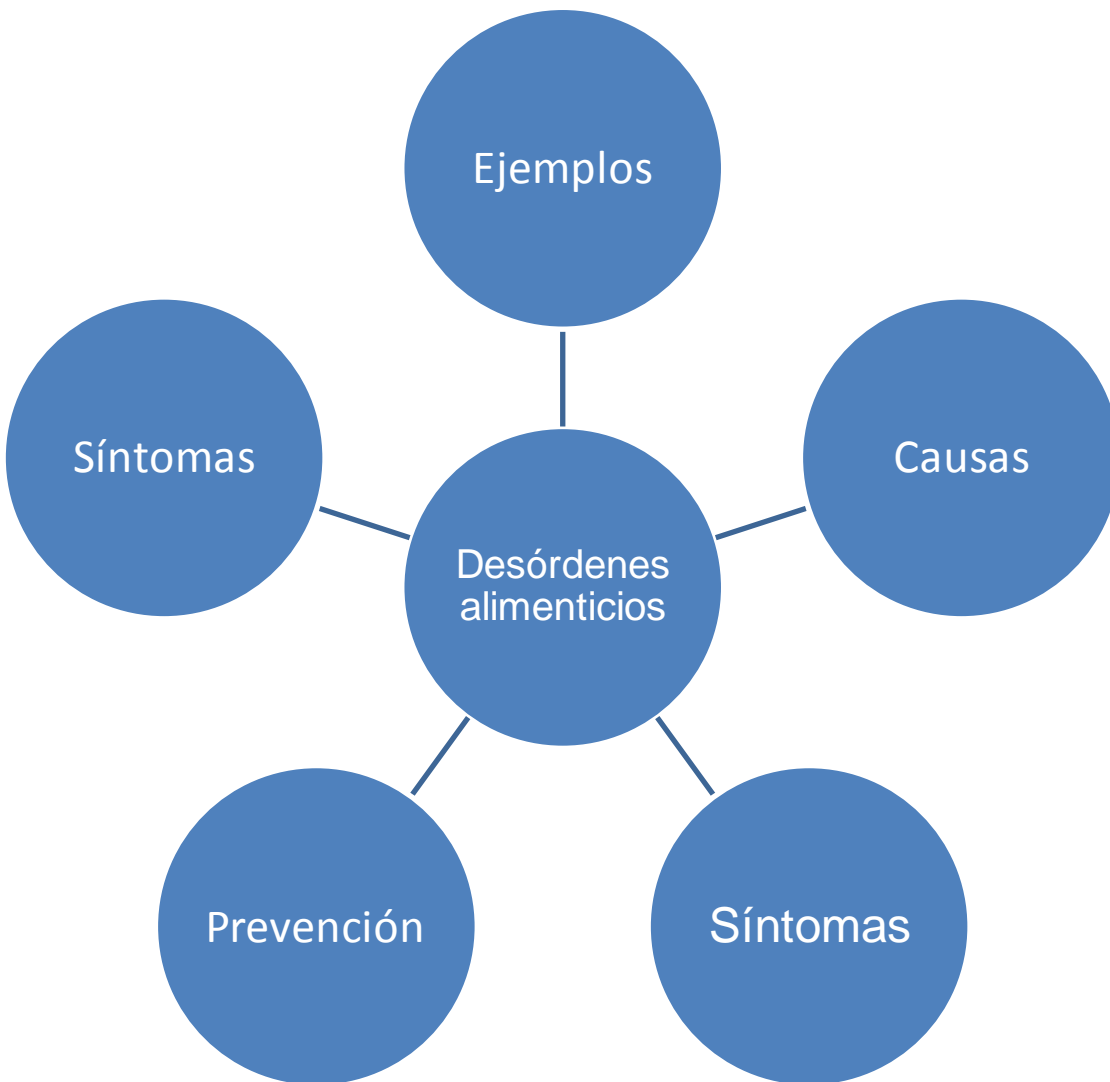 Ejemplos
Síntomas
Causas
Desórdenes
alimenticios
Prevención
Síntomas